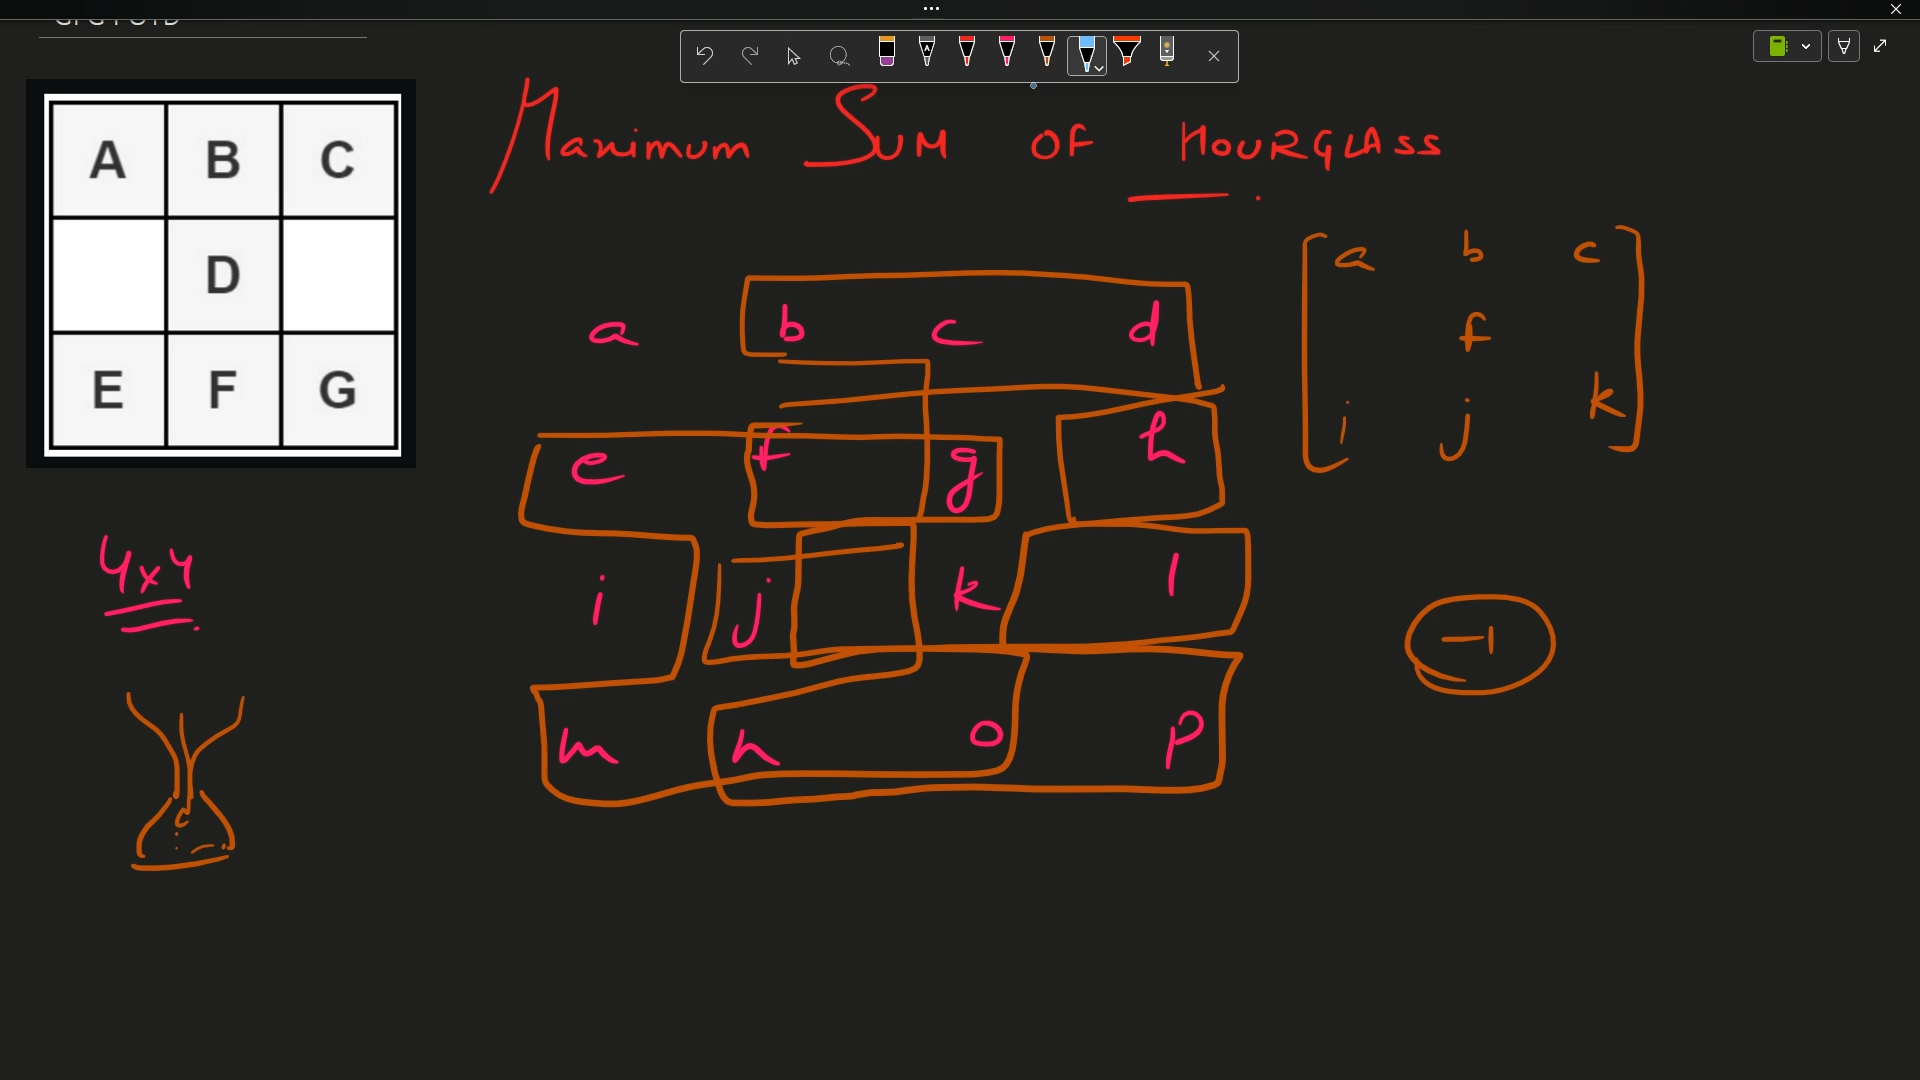 A B C
D
E F G
Maximum SUM OF HOURGLASS
a b c d
e f g h
i j k l
m n o p
a b c
f
i j k
4x4
-1